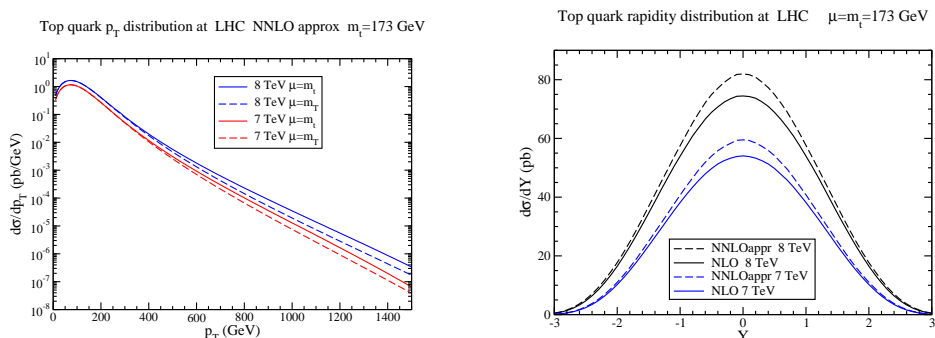 Top quark p_T distribution at LHC NNLO approx m_t=173 GeV
dσ/dp_T (pb/GeV)
10^1
10^0
10^-1
10^-2
10^-3
10^-4
10^-5
10^-6
10^-7
10^-8
8 TeV μ=m_t
8 TeV μ=m_T
7 TeV μ=m_t
7 TeV μ=m_T
0 200 400 600 800 1000 1200 1400
p_T (GeV)
Top quark rapidity distribution at LHC μ=m_t=173 GeV
dσ/dY (pb)
80
60
40
20
0
NNLOappr 8 TeV
NLO 8 TeV
NNLOappr 7 TeV
NLO 7 TeV
-3 -2 -1 0 1 2 3
Y